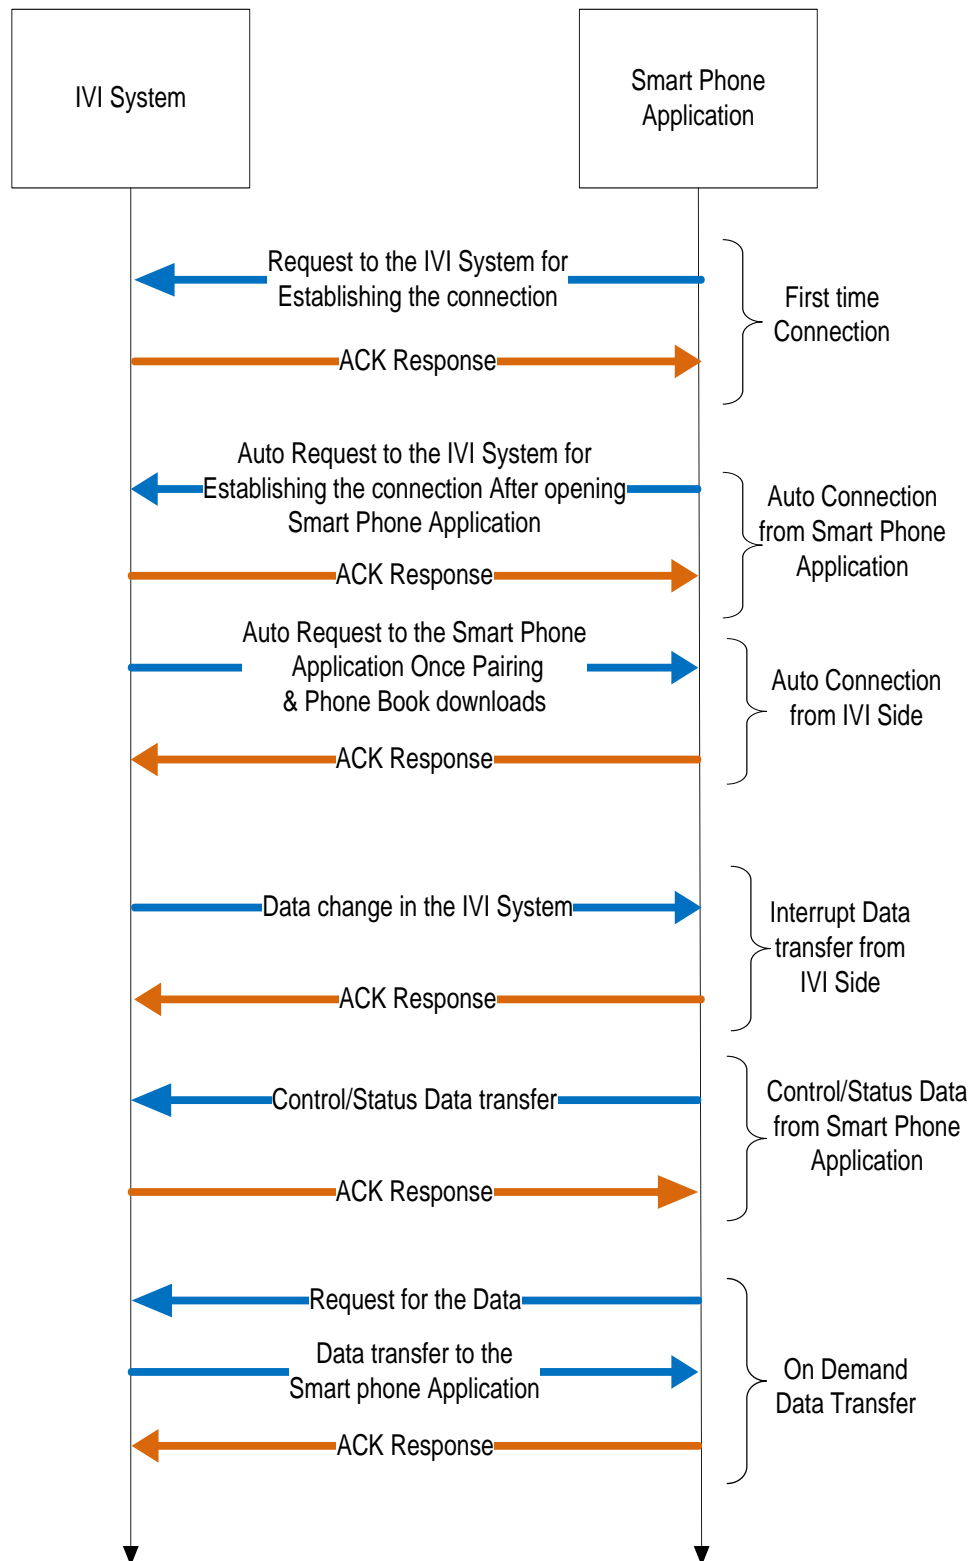 IVI System
Smart Phone
Application
Request to the IVI System for
Establishing the connection
ACK Response
First time
Connection
Auto Request to the IVI System for
Establishing the connection After opening
Smart Phone Application
ACK Response
Auto Connection
from Smart Phone
Application
Auto Request to the Smart Phone
Application Once Pairing
& Phone Book downloads
ACK Response
Auto Connection
from IVI Side
Data change in the IVI System
ACK Response
Interrupt Data
transfer from
IVI Side
Control/Status Data transfer
ACK Response
Control/Status Data
from Smart Phone
Application
Request for the Data
Data transfer to the
Smart phone Application
ACK Response
On Demand
Data Transfer